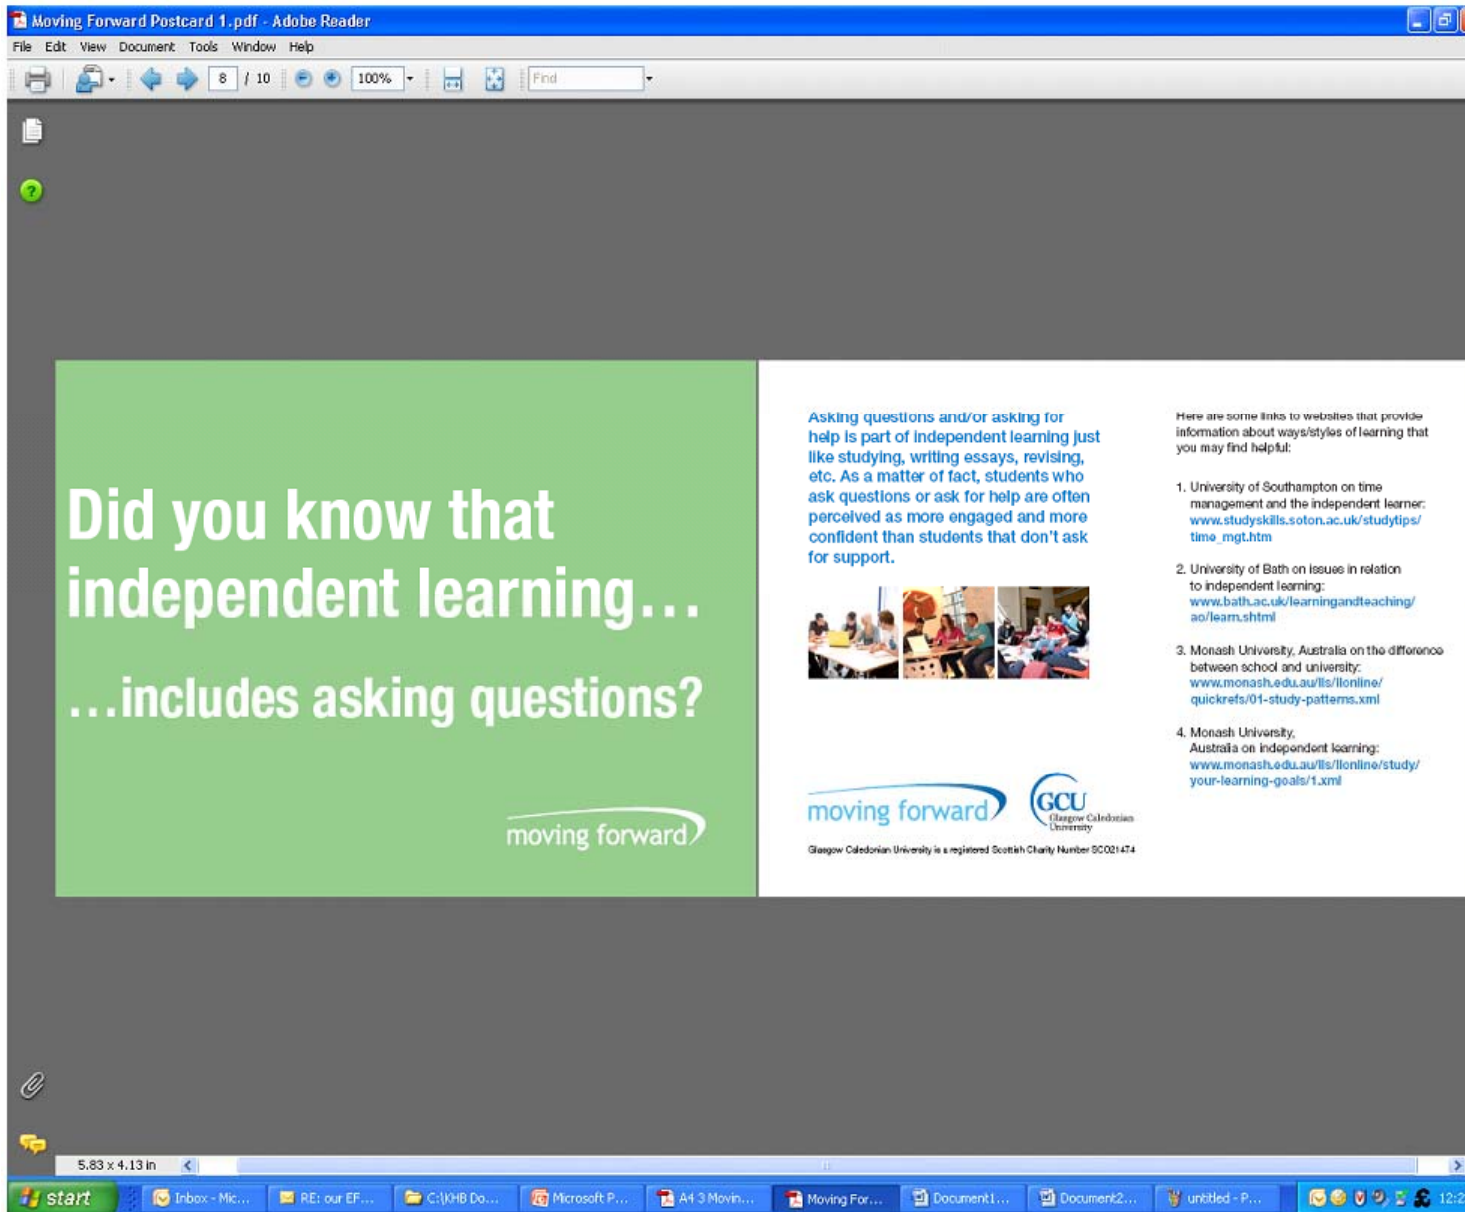 Moving Forward Postcard 1.pdf - Adobe Reader
File Edit View Document Tools Window Help
8 / 10 100% Find
Did you know that
independent learning...
...includes asking questions?
moving forward
Asking questions and/or asking for
help is part of independent learning just
like studying, writing essays, revising,
etc. As a matter of fact, students who
ask questions or ask for help are often
perceived as more engaged and more
confident than students that don't ask
for support.
moving forward
GCU
Glasgow Caledonian
University
Glasgow Caledonian University is a registered Scottish Charity Number SC021474
Here are some links to websites that provide
information about ways/styles of learning that
you may find helpful:
1. University of Southampton on time
management and the independent learner:
www.studyskills.soton.ac.uk/studytips/
time_mgt.htm
2. University of Bath on issues in relation
to independent learning:
www.bath.ac.uk/learningandteaching/
ao/learn.shtml
3. Monash University, Australia on the difference
between school and university:
www.monash.edu.au/lls/llonline/
quickrefs/01-study-patterns.xml
4. Monash University,
Australia on independent learning:
www.monash.edu.au/lls/llonline/study/
your-learning-goals/1.xml
5.83 x 4.13 in
start Inbox - Mic... RE: our EF... C:\KHB Do... Microsoft P... A4 3 Movin... Moving For... Document1... Document2... untitled - P... 12:2